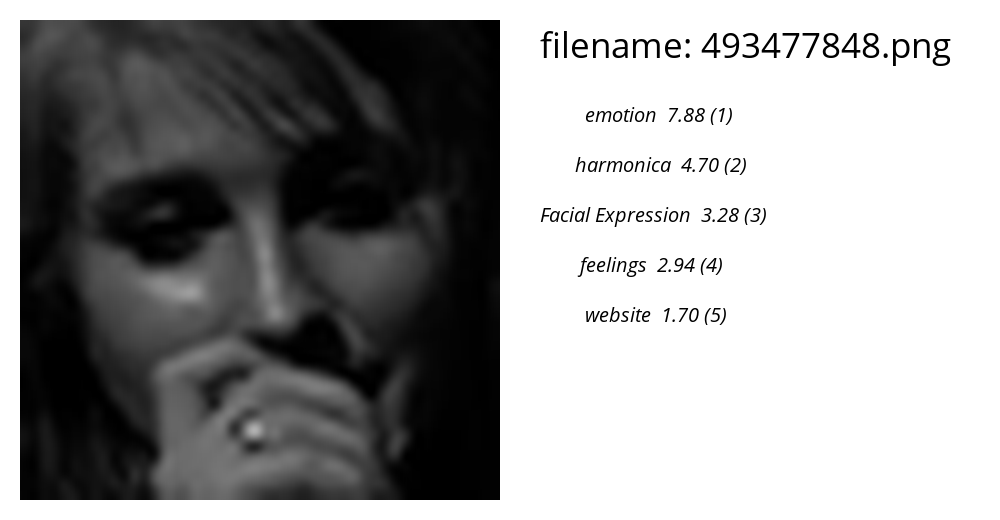 filename: 493477848.png
emotion 7.88 (1)
harmonica 4.70 (2)
Facial Expression 3.28 (3)
feelings 2.94 (4)
website 1.70 (5)